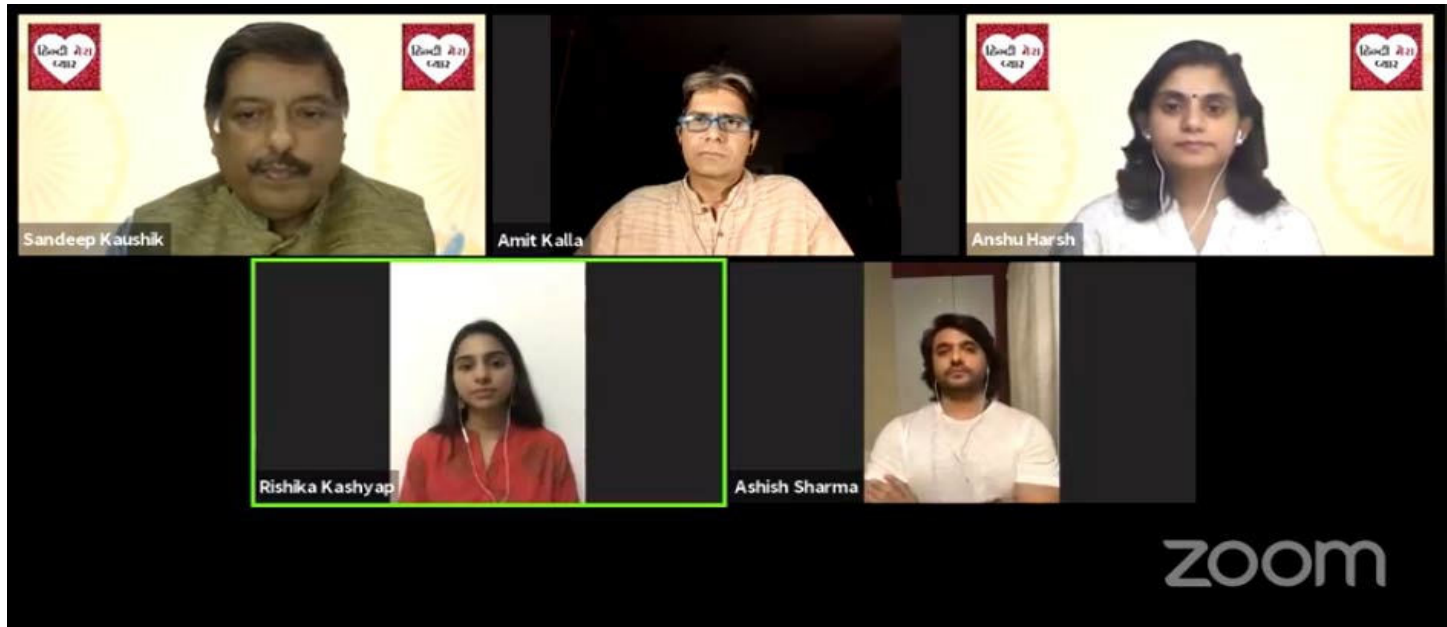 हिन्दी मेरा
प्यार
हिन्दी मेरा
प्यार
Sandeep Kaushik
Amit Kalla
हिन्दी मेरा
प्यार
हिन्दी मेरा
प्यार
Anshu Harsh
Rishika Kashyap
Ashish Sharma
zoom